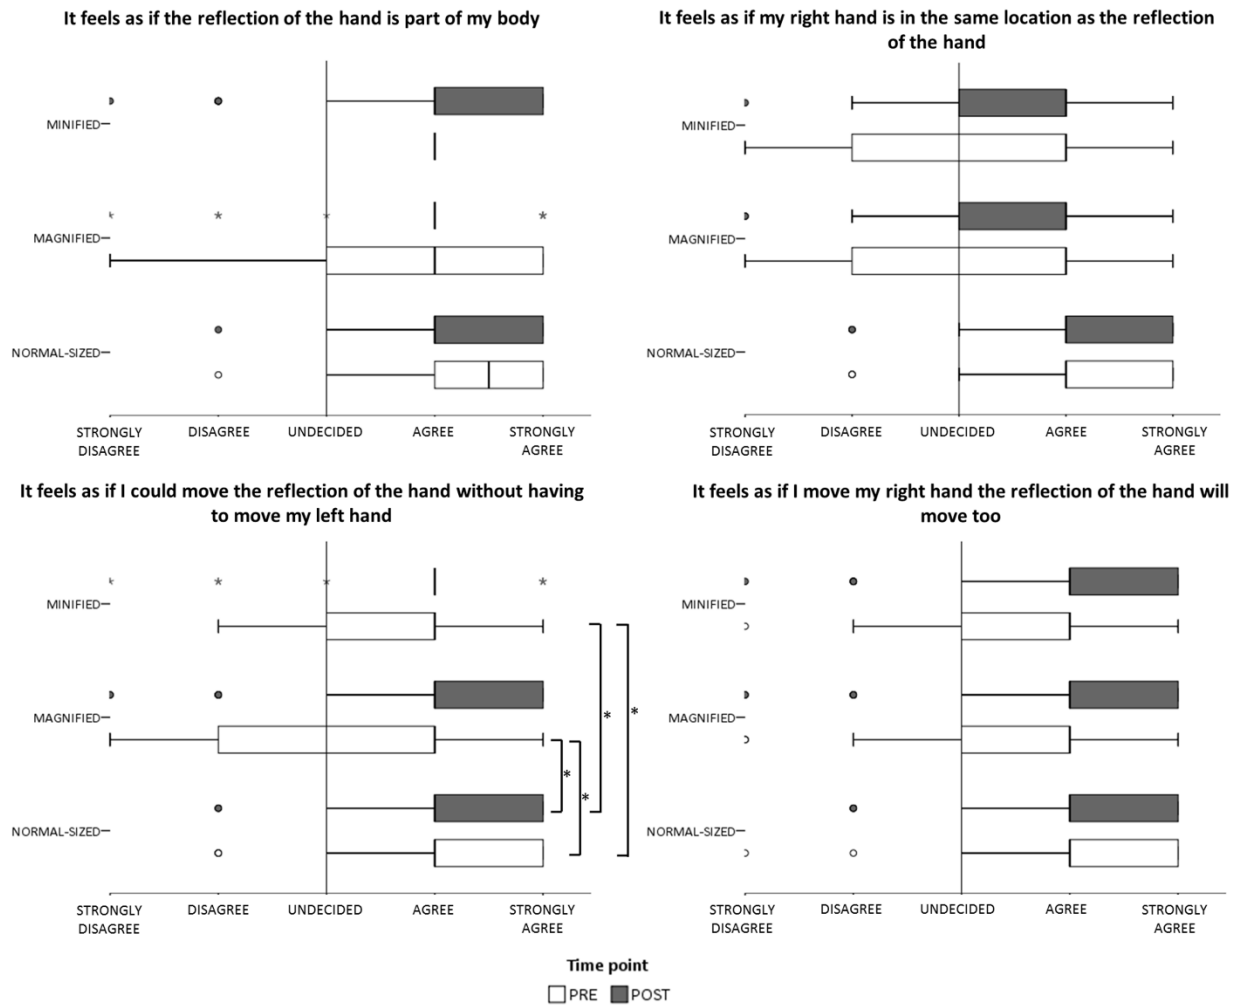 It feels as if the reflection of the hand is part of my body
MINIFIED
MAGNIFIED
NORMAL-SIZED
STRONGLY
DISAGREE
DISAGREE
UNDECIDED
AGREE
STRONGLY
AGREE
It feels as if my right hand is in the same location as the reflection
of the hand
MINIFIED
MAGNIFIED
NORMAL-SIZED
STRONGLY
DISAGREE
DISAGREE
UNDECIDED
AGREE
STRONGLY
AGREE
It feels as if I could move the reflection of the hand without having
to move my left hand
MINIFIED
MAGNIFIED
NORMAL-SIZED
STRONGLY
DISAGREE
DISAGREE
UNDECIDED
AGREE
STRONGLY
AGREE
It feels as if I move my right hand the reflection of the hand will
move too
MINIFIED
MAGNIFIED
NORMAL-SIZED
STRONGLY
DISAGREE
DISAGREE
UNDECIDED
AGREE
STRONGLY
AGREE
Time point
PRE POST